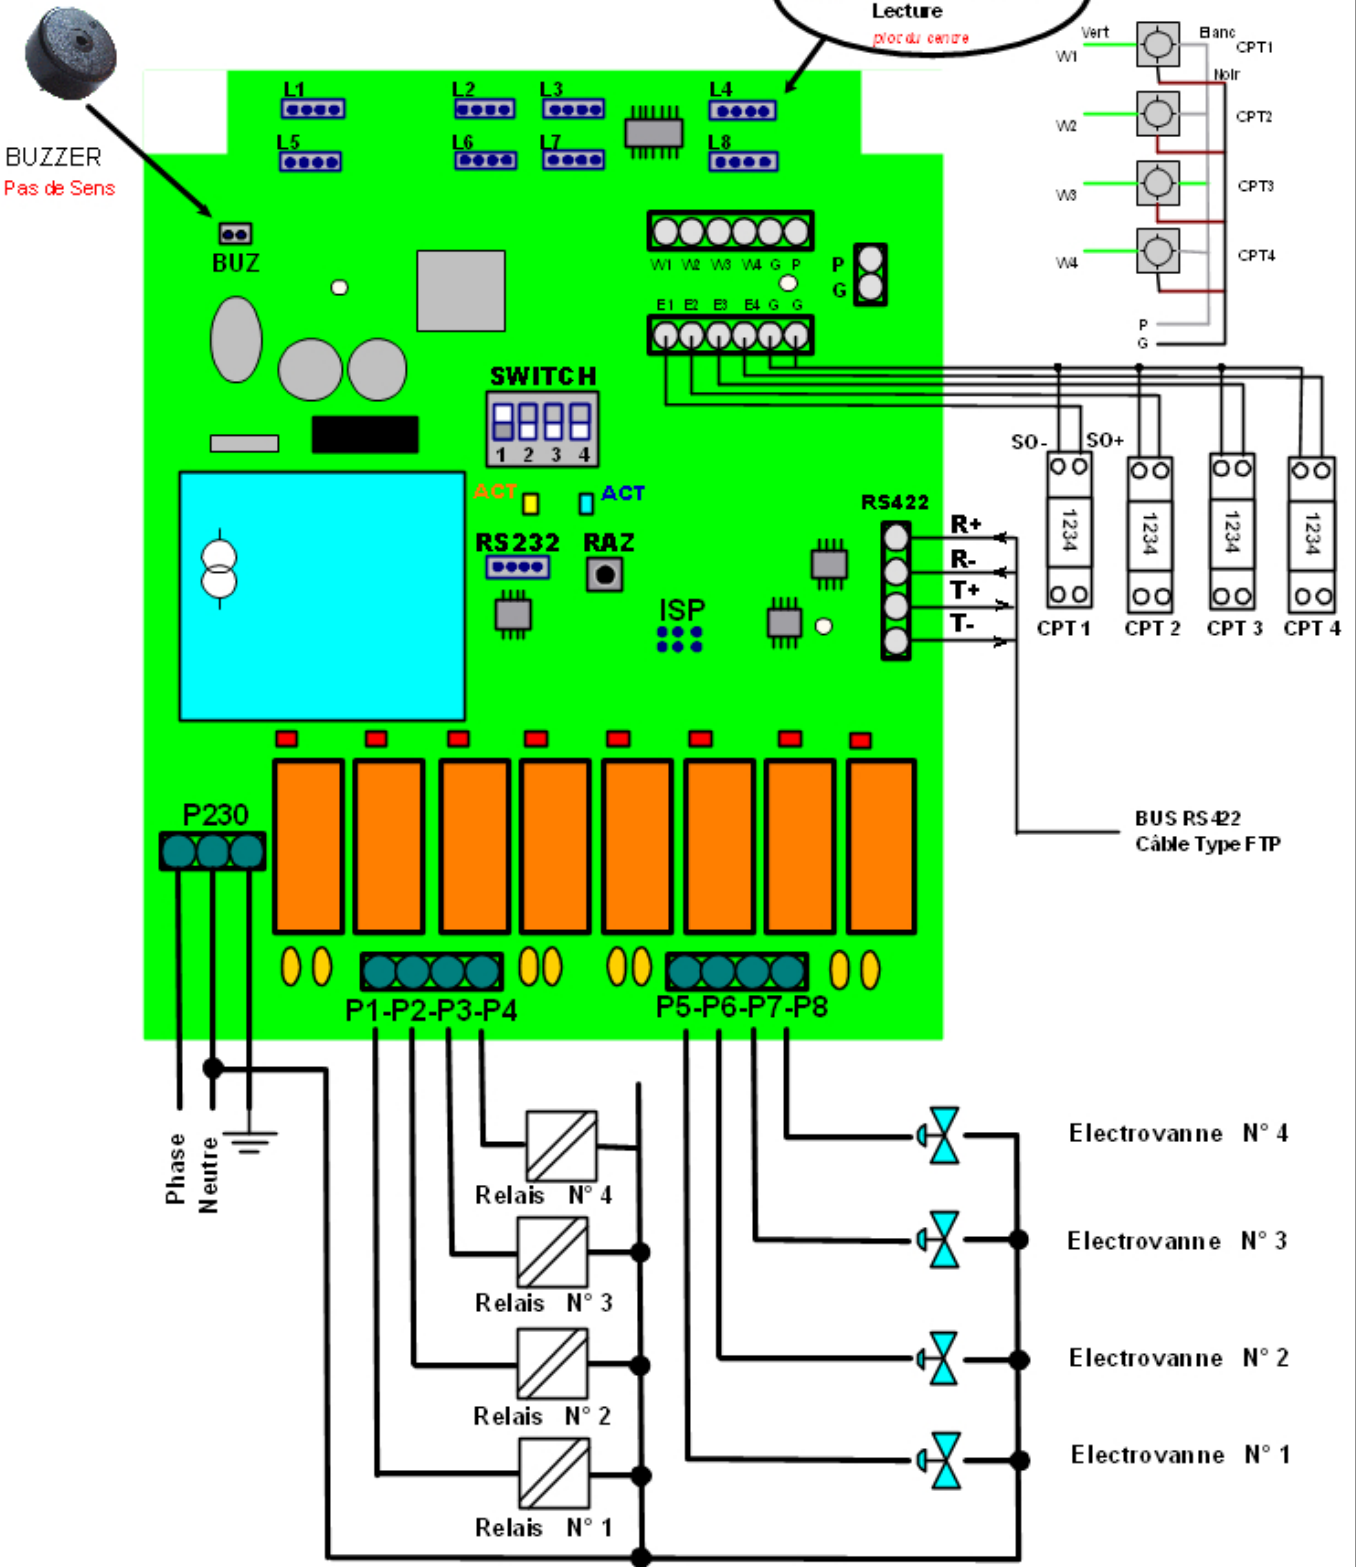 Lecture
plot du centre
Vert
Blanc
W1
CPT1
Noir
W2
CPT2
W3
CPT3
W4
CPT4
P
G
BUZZER
Pas de Sens
L1
L2
L3
L4
L5
L6
L7
L8
BUZ
W1 W2 W3 W4 G P
P
G
E1 E2 E3 E4 G G
SWITCH
1 2 3 4
ACT
ACT
RS232
RAZ
ISP
RS422
R+
R-
T+
T-
SO-
SO+
1234
1234
1234
1234
CPT 1
CPT 2
CPT 3
CPT 4
BUS RS422
Câble Type FTP
P230
P1-P2-P3-P4
P5-P6-P7-P8
Phase
Neutre
Relais N° 4
Relais N° 3
Relais N° 2
Relais N° 1
Electrovanne N° 4
Electrovanne N° 3
Electrovanne N° 2
Electrovanne N° 1